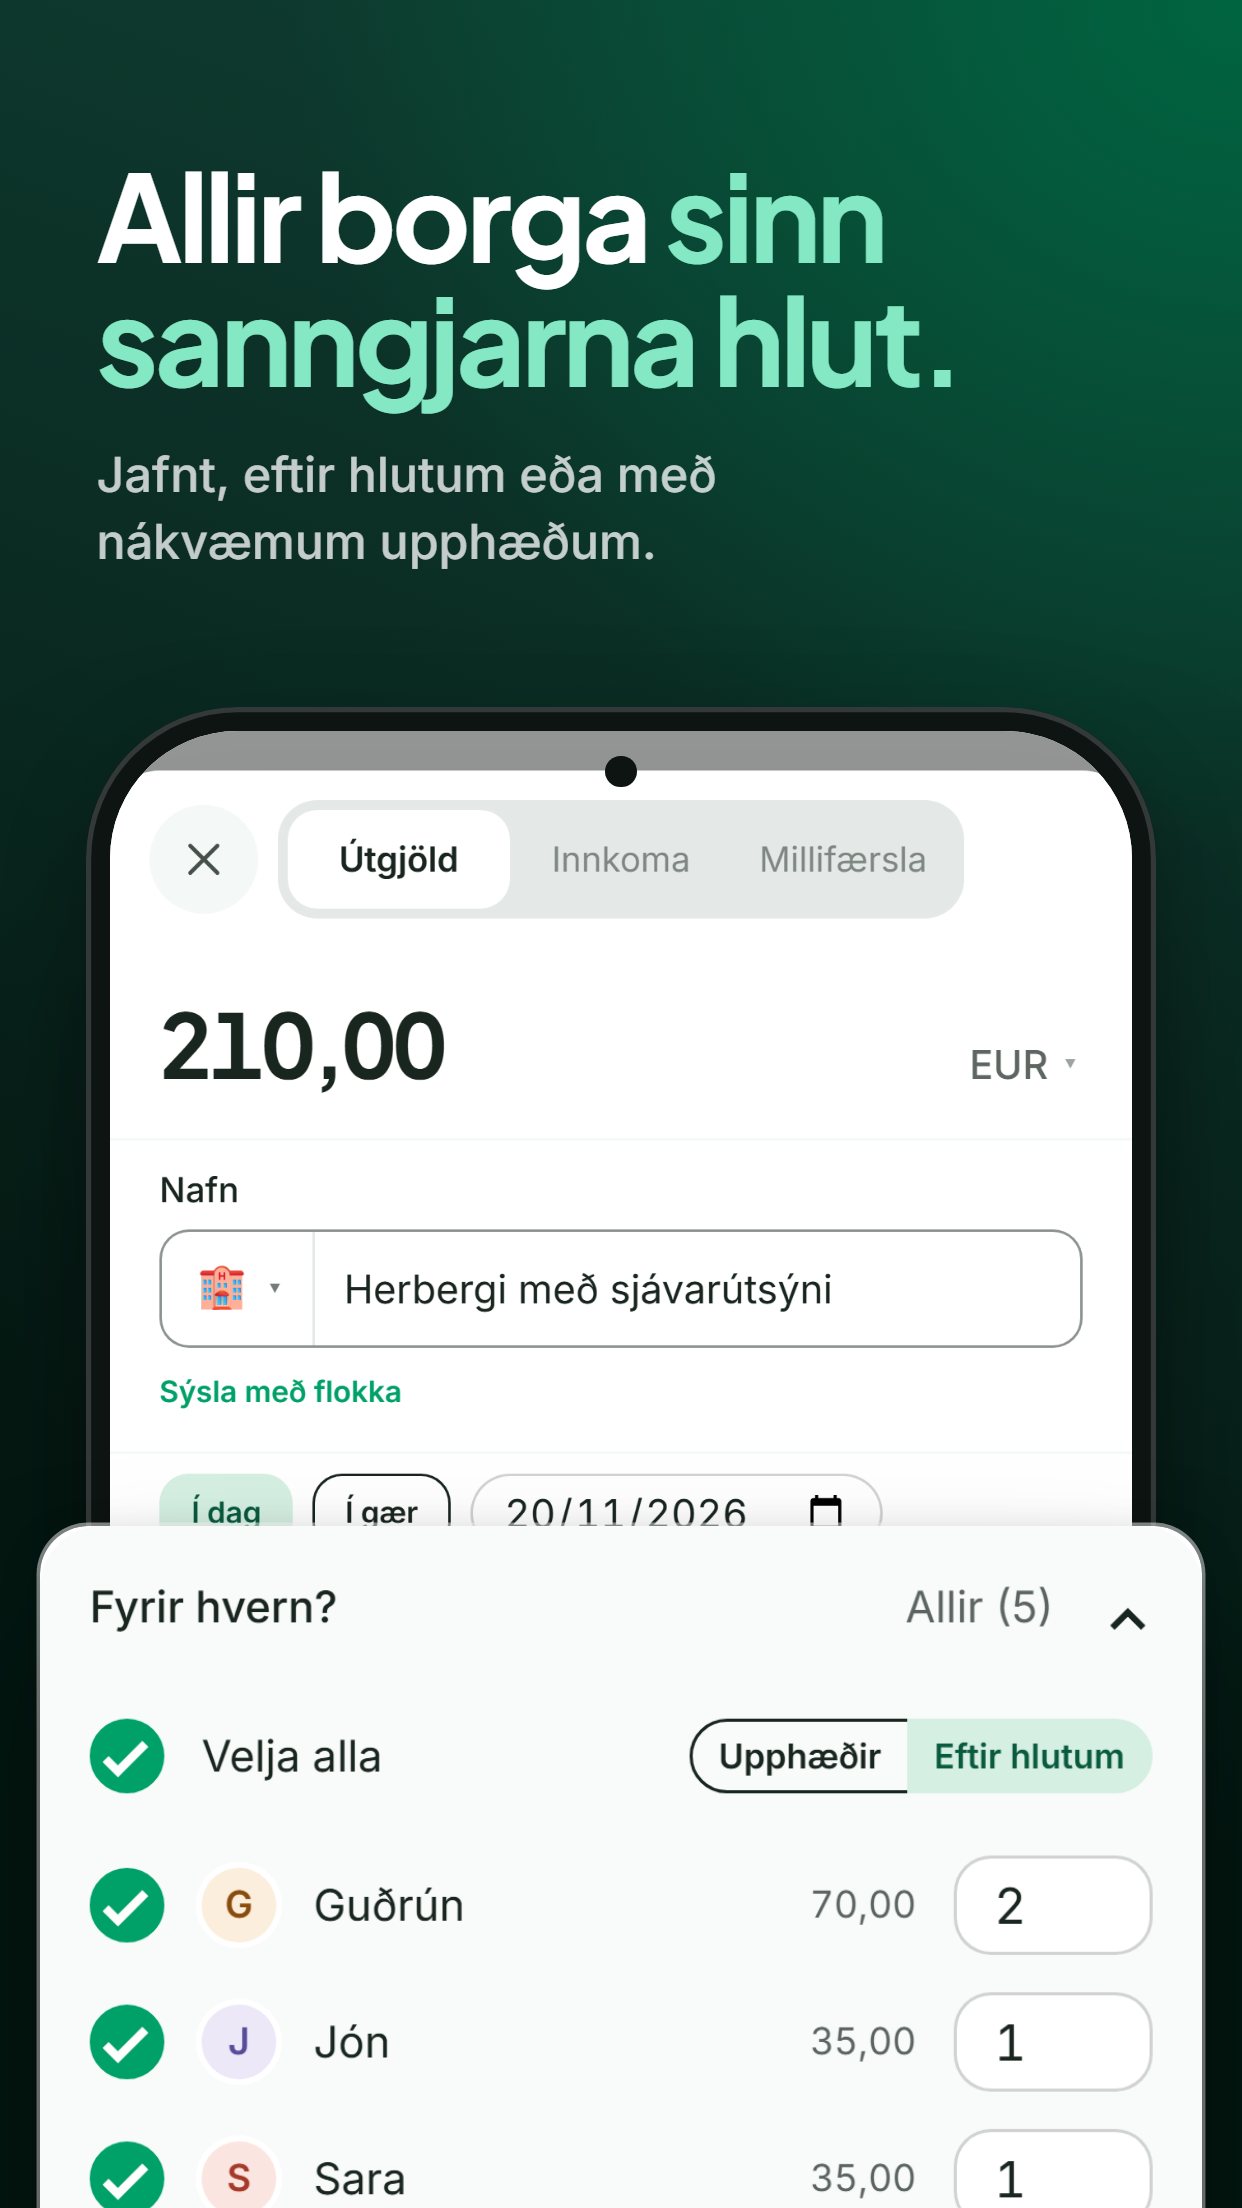 Allir borga sinn
sanngjarna hlut.
Jafnt, eftir hlutum eða með
nákvæmum upphæðum.
Útgjöld Innkoma Millifærsla
210,00 EUR
Nafn
Herbergi með sjávarútsýni
Sýsla með flokka
Í dag Í gær 20/11/2026
Fyrir hvern? Allir (5)
Velja alla Upphæðir Eftir hlutum
G Guðrún 70,00 2
J Jón 35,00 1
S Sara 35,00 1